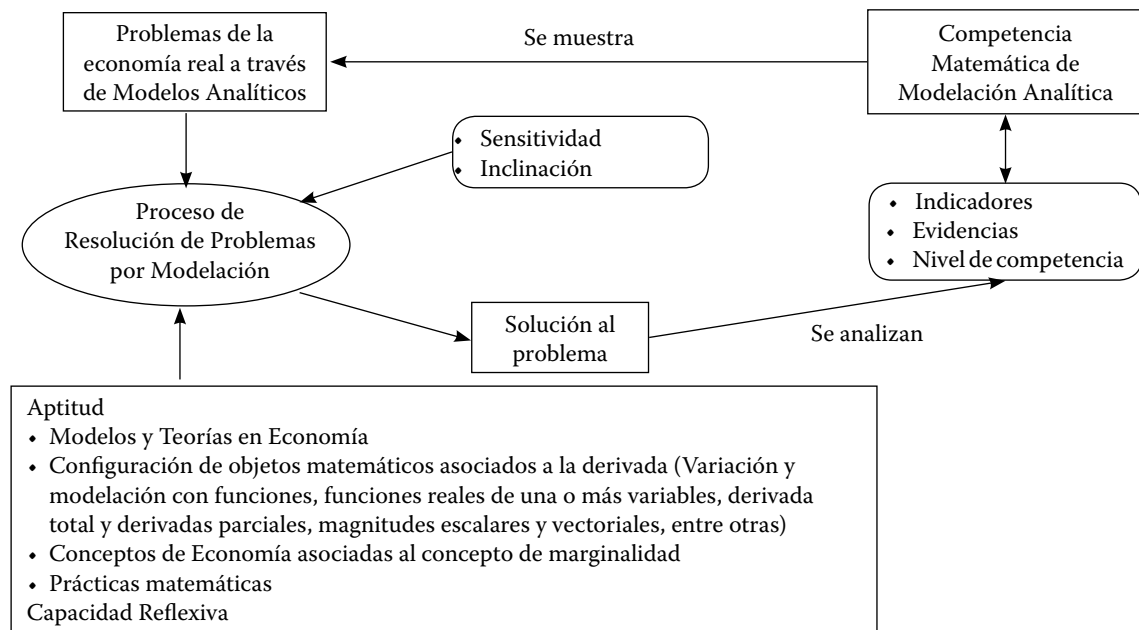 Problemas de la
economía real a través
de Modelos Analíticos
Se muestra
Competencia
Matemática de
Modelación Analítica
• Sensitividad
• Inclinación
Proceso de
Resolución de Problemas
por Modelación
• Indicadores
• Evidencias
• Nivel de competencia
Solución al
problema
Se analizan
Aptitud
• Modelos y Teorías en Economía
• Configuración de objetos matemáticos asociados a la derivada (Variación y
modelación con funciones, funciones reales de una o más variables, derivada
total y derivadas parciales, magnitudes escalares y vectoriales, entre otras)
• Conceptos de Economía asociadas al concepto de marginalidad
• Prácticas matemáticas
Capacidad Reflexiva